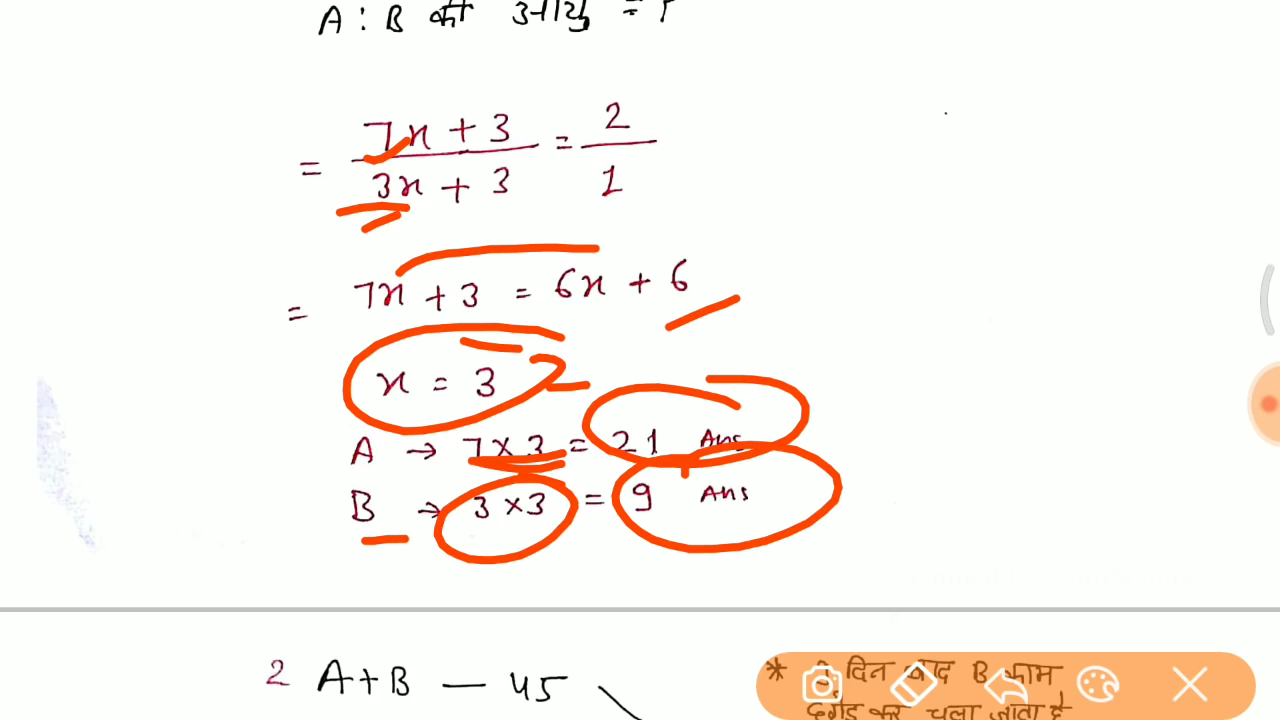 A : B की आयु = ?
= 7x + 3 / 3x + 3 = 2 / 1
= 7x + 3 = 6x + 6
x = 3
A → 7 × 3 = 21 Ans
B → 3 × 3 = 9 Ans
2 A+B — 45
* दिन बाद B काम
छोड़ कर चला जाता है